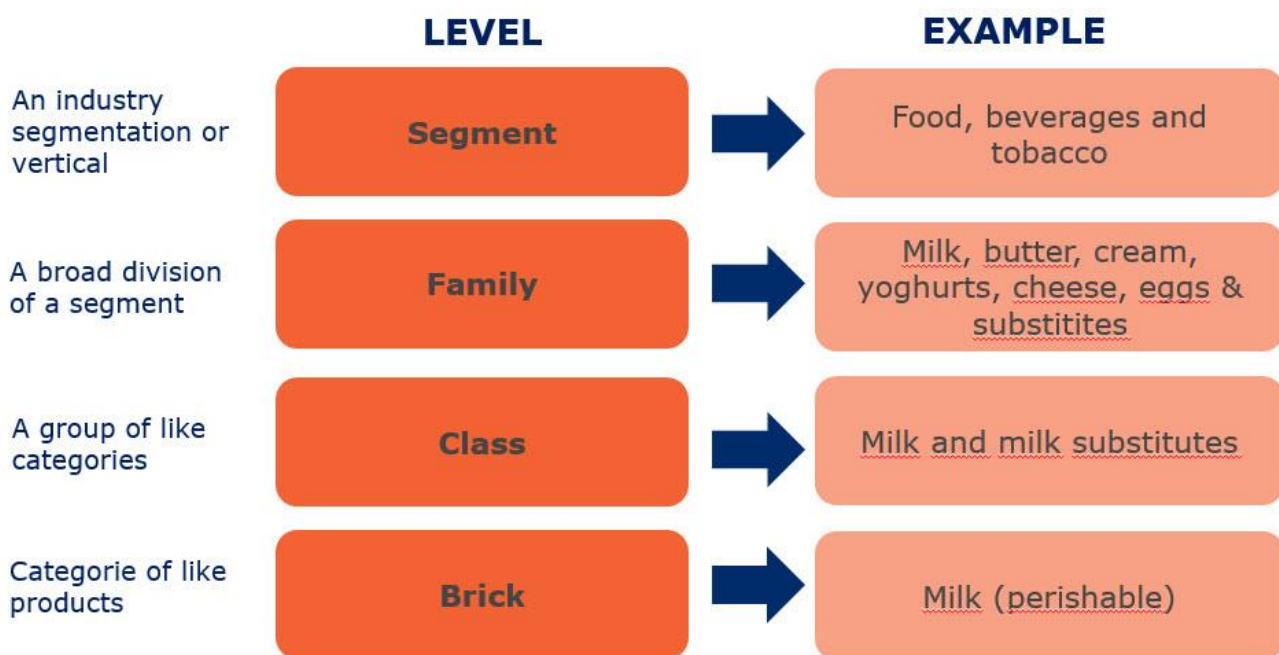 LEVEL
EXAMPLE
An industry
segmentation or
vertical
Segment
Food, beverages and
tobacco
A broad division
of a segment
Family
Milk, butter, cream,
yoghurts, cheese, eggs &
substitites
A group of like
categories
Class
Milk and milk substitutes
Categorie of like
products
Brick
Milk (perishable)